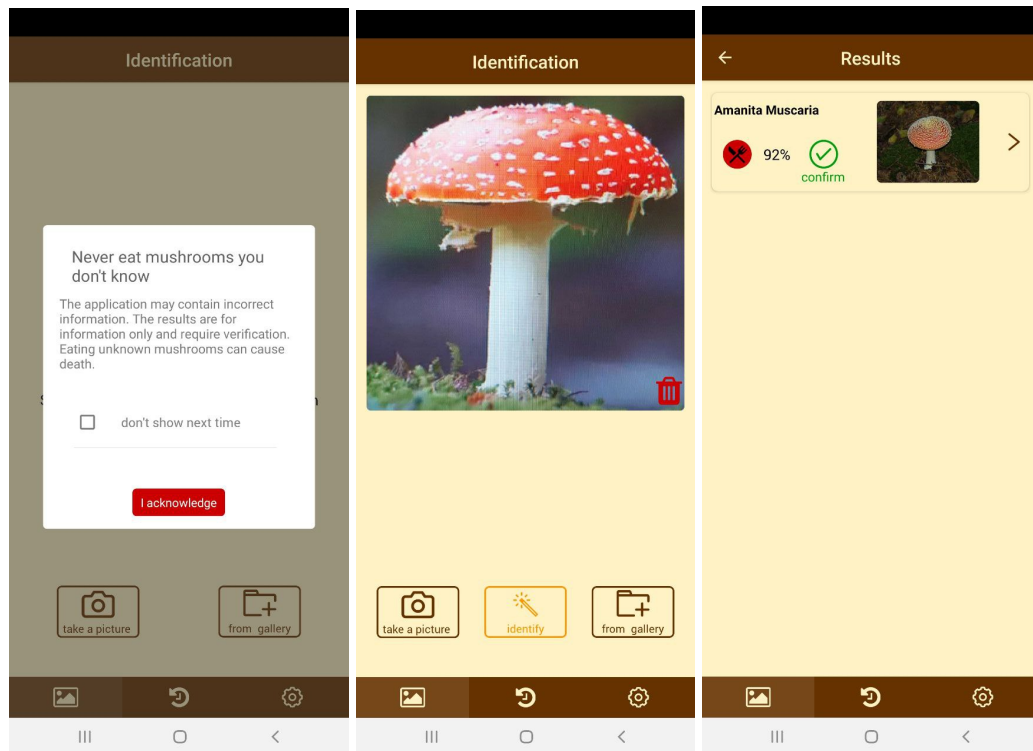 Identification
Never eat mushrooms you
don't know
The application may contain incorrect
information. The results are for
information only and require verification.
Eating unknown mushrooms can cause
death.
don't show next time
I acknowledge
take a picture
from gallery
Identification
take a picture
identify
from gallery
Results
Amanita Muscaria
92%
confirm